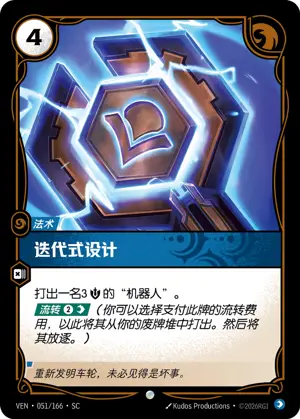 4
法术
迭代式设计
打出一名3的“机器人”。
流转 2 (你可以选择支付此牌的流转费
用,以此将其从你的废牌堆中打出。然后将
其放逐。)
重新发明车轮,未必见得是坏事。
VEN • 051/166 • SC
Kudos Productions
©2026RGI